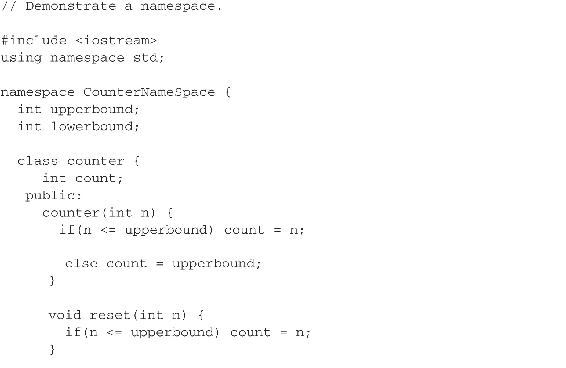 // Demonstrate a namespace.
#include <iostream>
using namespace std;
namespace CounterNameSpace {
int upperbound;
int lowerbound;
class counter {
int count;
public:
counter(int n) {
if(n <= upperbound) count = n;
else count = upperbound;
}
void reset(int n) {
if(n <= upperbound) count = n;
}